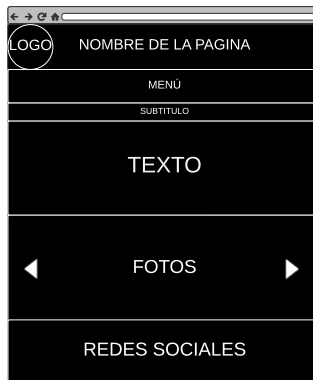 LOGO
NOMBRE DE LA PAGINA
MENÚ
SUBTITULO
TEXTO
FOTOS
REDES SOCIALES